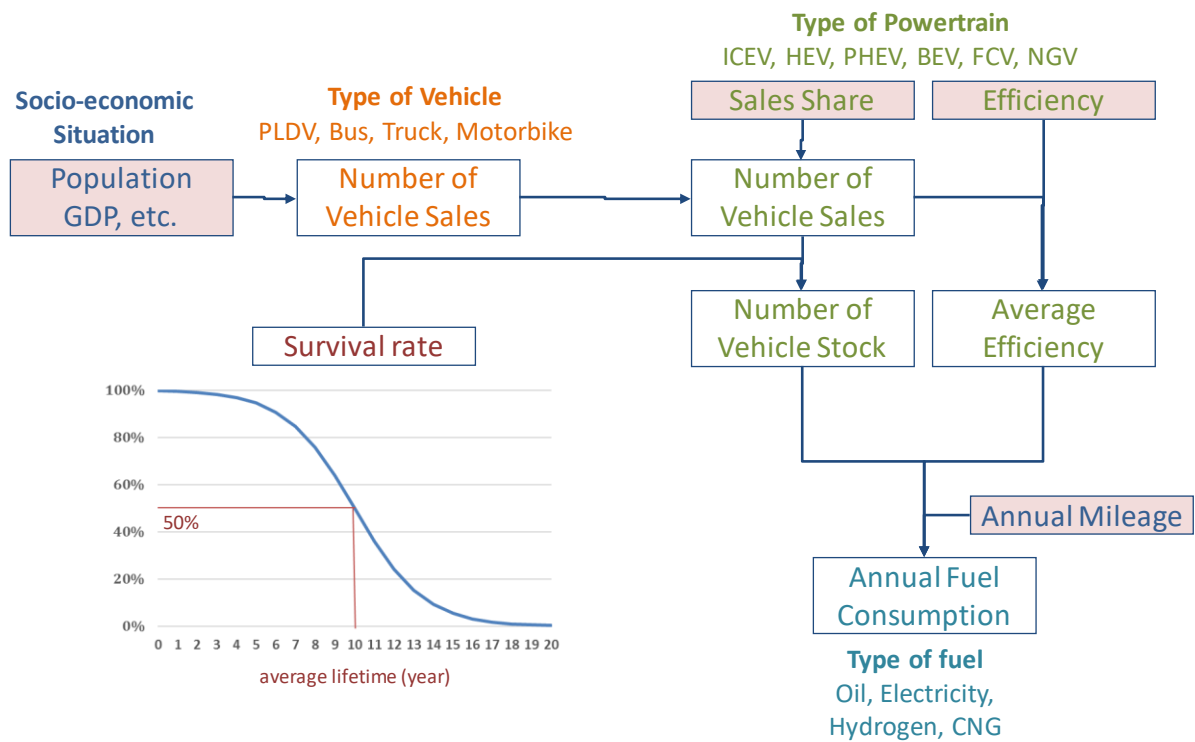 Type of Powertrain
ICEV, HEV, PHEV, BEV, FCV, NGV
Socio-economic
Situation
Type of Vehicle
PLDV, Bus, Truck, Motorbike
Sales Share
Efficiency
Population
GDP, etc.
Number of
Vehicle Sales
Number of
Vehicle Sales
Survival rate
Number of
Vehicle Stock
Average
Efficiency
100%
80%
60%
50%
40%
20%
0%
0 1 2 3 4 5 6 7 8 9 10 11 12 13 14 15 16 17 18 19 20
average lifetime (year)
Annual Mileage
Annual Fuel
Consumption
Type of fuel
Oil, Electricity,
Hydrogen, CNG